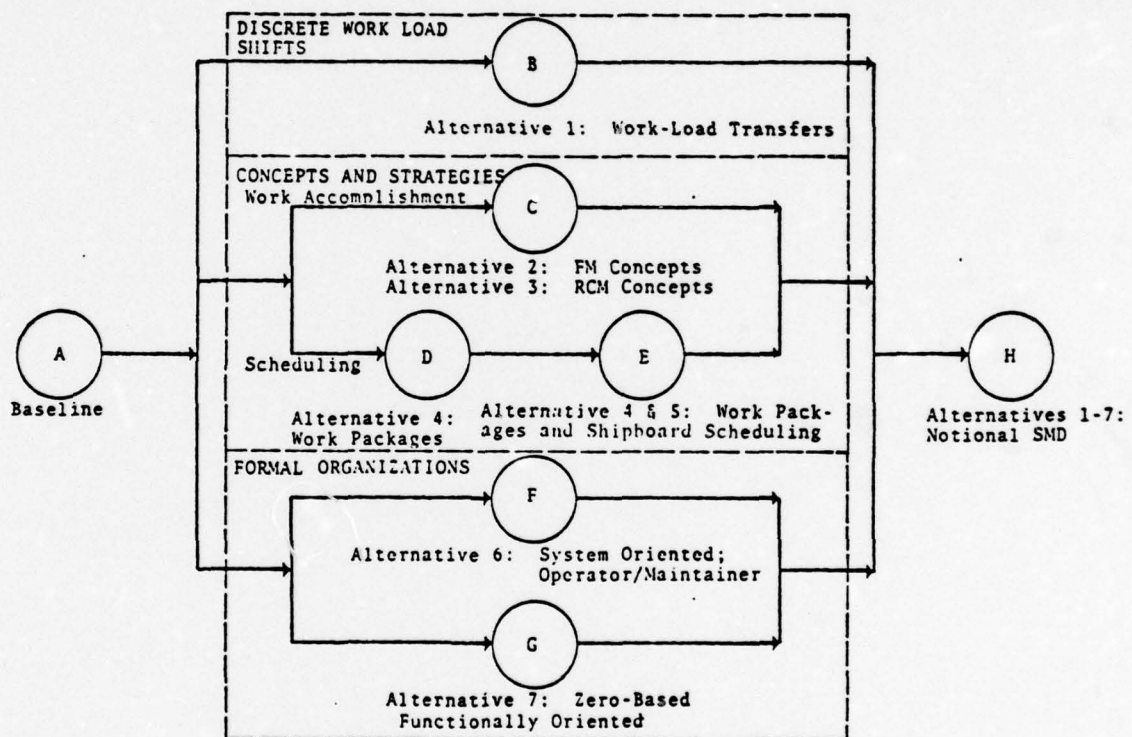 DISCRETE WORK LOAD
SHIFTS
B
Alternative 1: Work-Load Transfers
CONCEPTS AND STRATEGIES
Work Accomplishment
C
Alternative 2: FM Concepts
Alternative 3: RCM Concepts
A
Baseline
Scheduling
D
E
Alternative 4:
Work Packages
Alternative 4 & 5: Work Pack-
ages and Shipboard Scheduling
H
Alternatives 1-7:
Notional SMD
FORMAL ORGANIZATIONS
F
Alternative 6: System Oriented;
Operator/Maintainer
G
Alternative 7: Zero-Based
Functionally Oriented